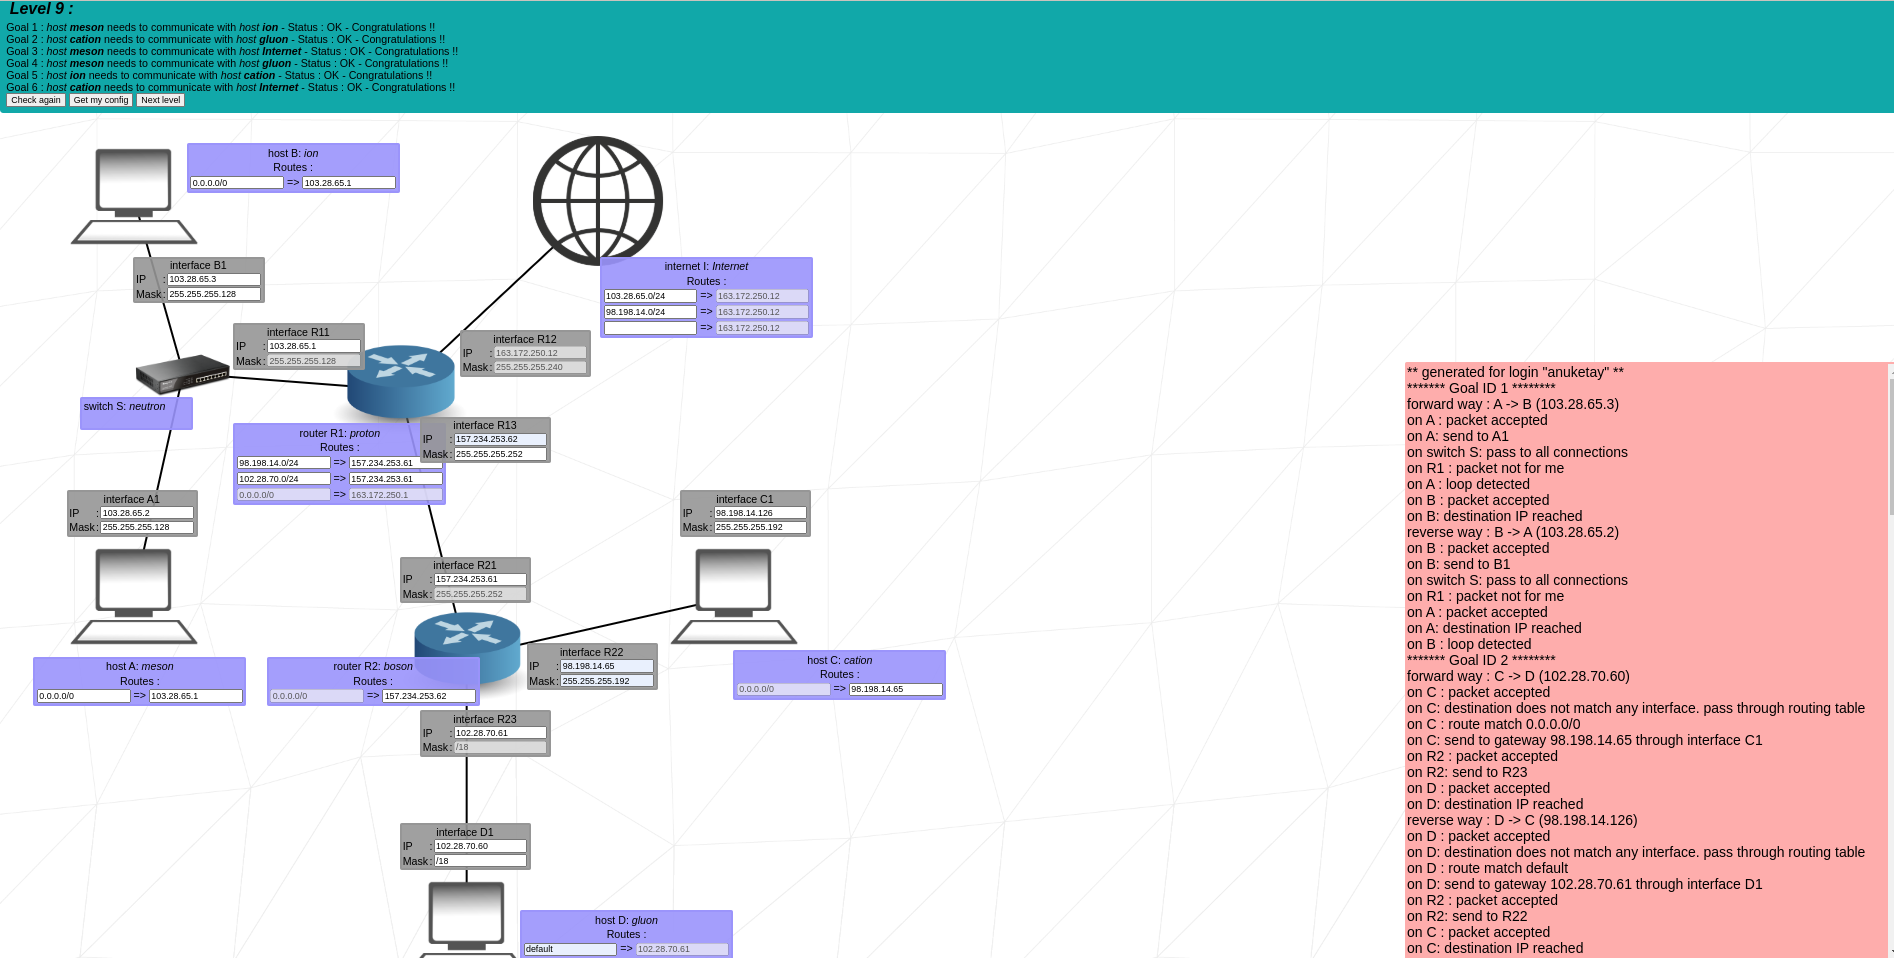 Level 9 :
Goal 1 : host meson needs to communicate with host ion - Status : OK - Congratulations !!
Goal 2 : host cation needs to communicate with host gluon - Status : OK - Congratulations !!
Goal 3 : host meson needs to communicate with host Internet - Status : OK - Congratulations !!
Goal 4 : host meson needs to communicate with host gluon - Status : OK - Congratulations !!
Goal 5 : host ion needs to communicate with host cation - Status : OK - Congratulations !!
Goal 6 : host cation needs to communicate with host Internet - Status : OK - Congratulations !!
Check again Get my config Next level
host B: ion
Routes :
0.0.0.0/0 => 103.28.65.1
interface B1
IP : 103.28.65.3
Mask : 255.255.255.128
internet I: Internet
Routes :
103.28.65.0/24 => 163.172.250.12
98.198.14.0/24 => 163.172.250.12
=> 163.172.250.12
interface R11
IP : 103.28.65.1
Mask : 255.255.255.128
interface R12
IP : 163.172.250.12
Mask : 255.255.255.240
switch S: neutron
interface R13
IP : 157.234.253.62
Mask : 255.255.255.252
router R1: proton
Routes :
98.198.14.0/24 => 157.234.253.61
102.28.70.0/24 => 157.234.253.61
0.0.0.0/0 => 163.172.250.1
interface A1
IP : 103.28.65.2
Mask : 255.255.255.128
interface C1
IP : 98.198.14.126
Mask : 255.255.255.192
interface R21
IP : 157.234.253.61
Mask : 255.255.255.252
host A: meson
Routes :
0.0.0.0/0 => 103.28.65.1
router R2: boson
Routes :
0.0.0.0/0 => 157.234.253.62
interface R22
IP : 98.198.14.65
Mask : 255.255.255.192
host C: cation
Routes :
0.0.0.0/0 => 98.198.14.65
interface R23
IP : 102.28.70.61
Mask : /18
interface D1
IP : 102.28.70.60
Mask : /18
host D: gluon
Routes :
default => 102.28.70.61
** generated for login "anuketay" **
******* Goal ID 1 ********
forward way : A -> B (103.28.65.3)
on A : packet accepted
on A: send to A1
on switch S: pass to all connections
on R1 : packet not for me
on A : loop detected
on B : packet accepted
on B: destination IP reached
reverse way : B -> A (103.28.65.2)
on B : packet accepted
on B: send to B1
on switch S: pass to all connections
on R1 : packet not for me
on A : packet accepted
on A: destination IP reached
on B : loop detected
******* Goal ID 2 ********
forward way : C -> D (102.28.70.60)
on C : packet accepted
on C: destination does not match any interface. pass through routing table
on C : route match 0.0.0.0/0
on C: send to gateway 98.198.14.65 through interface C1
on R2 : packet accepted
on R2: send to R23
on D : packet accepted
on D: destination IP reached
reverse way : D -> C (98.198.14.126)
on D : packet accepted
on D: destination does not match any interface. pass through routing table
on D : route match default
on D: send to gateway 102.28.70.61 through interface D1
on R2 : packet accepted
on R2: send to R22
on C : packet accepted
on C: destination IP reached